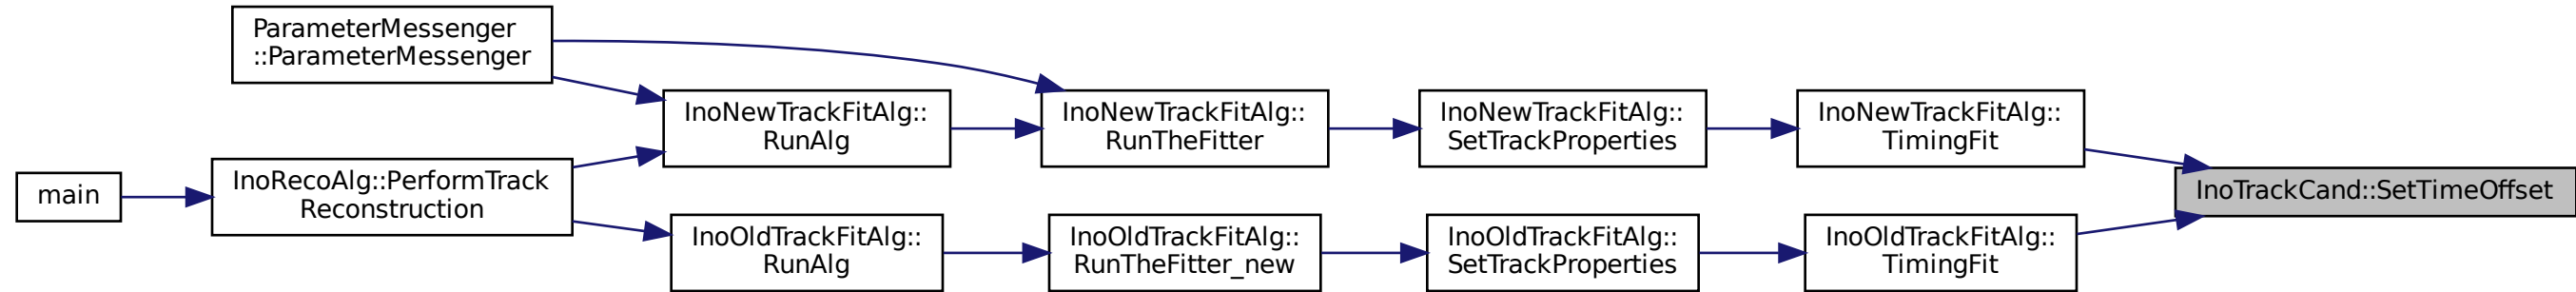 ParameterMessenger
::ParameterMessenger
InoNewTrackFitAlg::
RunAlg
InoNewTrackFitAlg::
RunTheFitter
InoNewTrackFitAlg::
SetTrackProperties
InoNewTrackFitAlg::
TimingFit
main
InoRecoAlg::PerformTrack
Reconstruction
InoTrackCand::SetTimeOffset
InoOldTrackFitAlg::
RunAlg
InoOldTrackFitAlg::
RunTheFitter_new
InoOldTrackFitAlg::
SetTrackProperties
InoOldTrackFitAlg::
TimingFit